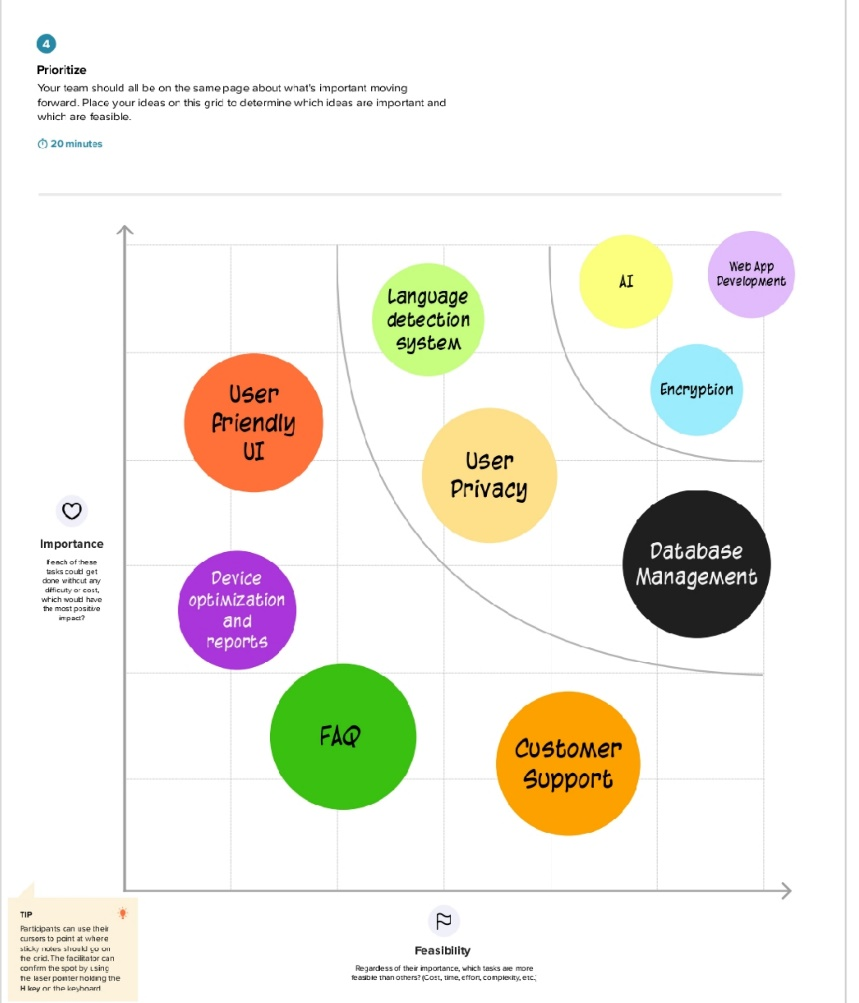 4
Prioritize
Your team should all be on the same page about what's important moving
forward. Place your ideas on this grid to determine which ideas are important and
which are feasible.
20 minutes
AI
Web App
Development
Language
detection
system
Encryption
User
friendly
UI
User
Privacy
Importance
If each of these
tasks could get
done without any
difficulty or cost,
which would have
the most positive
impact?
Database
Management
Device
optimization
and
reports
FAQ
Customer
Support
TIP
Participants can use their
cursors to point at where
sticky notes should go on
the grid. The facilitator can
confirm the spot by using
the laser pointer holding the
H key on the keyboard.
Feasibility
Regardless of their importance, which tasks are more
feasible than others? (Cost, time, effort, complexity, etc.)